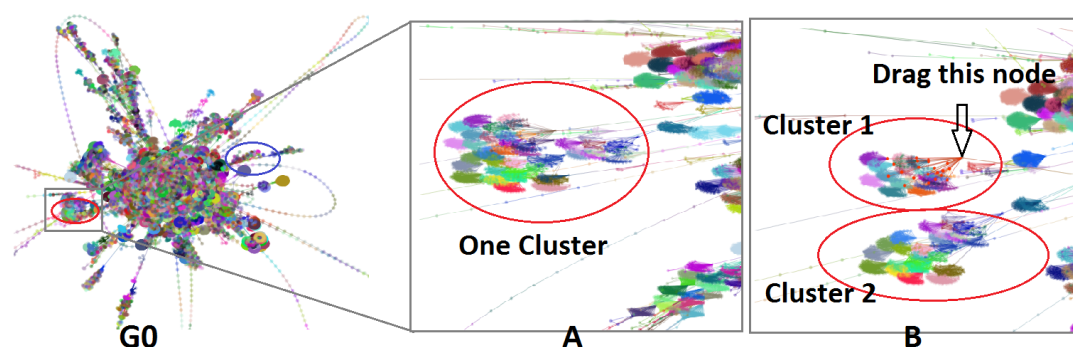 Drag this node
Cluster 1
One Cluster
Cluster 2
G0
A
B